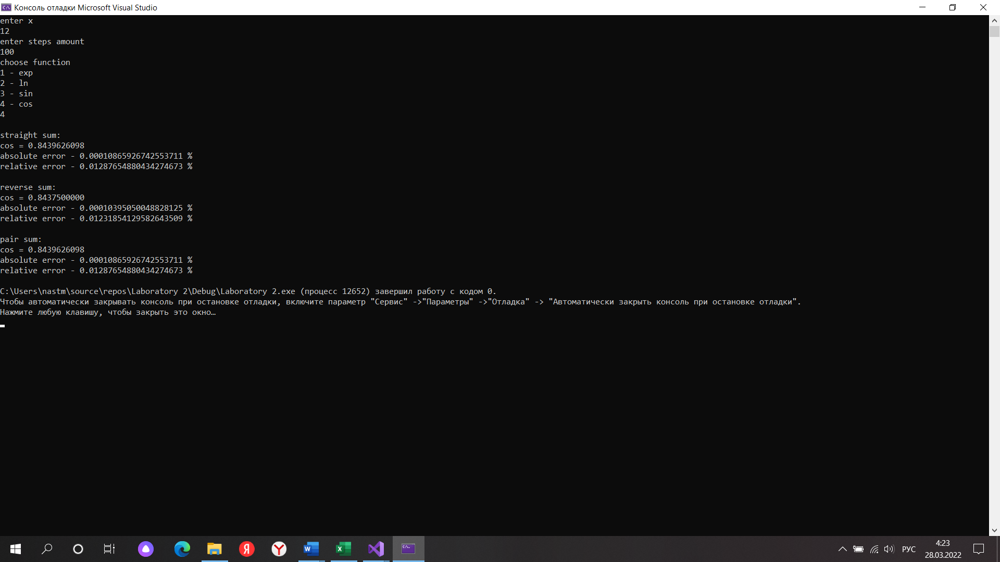 Консоль отладки Microsoft Visual Studio
enter x
12
enter steps amount
100
choose function
1 - exp
2 - ln
3 - sin
4 - cos
4
straight sum:
cos = 0.8439626098
absolute error - 0.00010865926742553711 %
relative error - 0.01287654880434274673 %
reverse sum:
cos = 0.8437500000
absolute error - 0.00010395050048828125 %
relative error - 0.01231854129582643509 %
pair sum:
cos = 0.8439626098
absolute error - 0.00010865926742553711 %
relative error - 0.01287654880434274673 %
C:\Users\nastm\source\repos\Laboratory 2\Debug\Laboratory 2.exe (процесс 12652) завершил работу с кодом 0.
Чтобы автоматически закрывать консоль при остановке отладки, включите параметр "Сервис" ->"Параметры" ->"Отладка" -> "Автоматически закрыть консоль при остановке отладки".
Нажмите любую клавишу, чтобы закрыть это окно…
РУС
4:23
28.03.2022